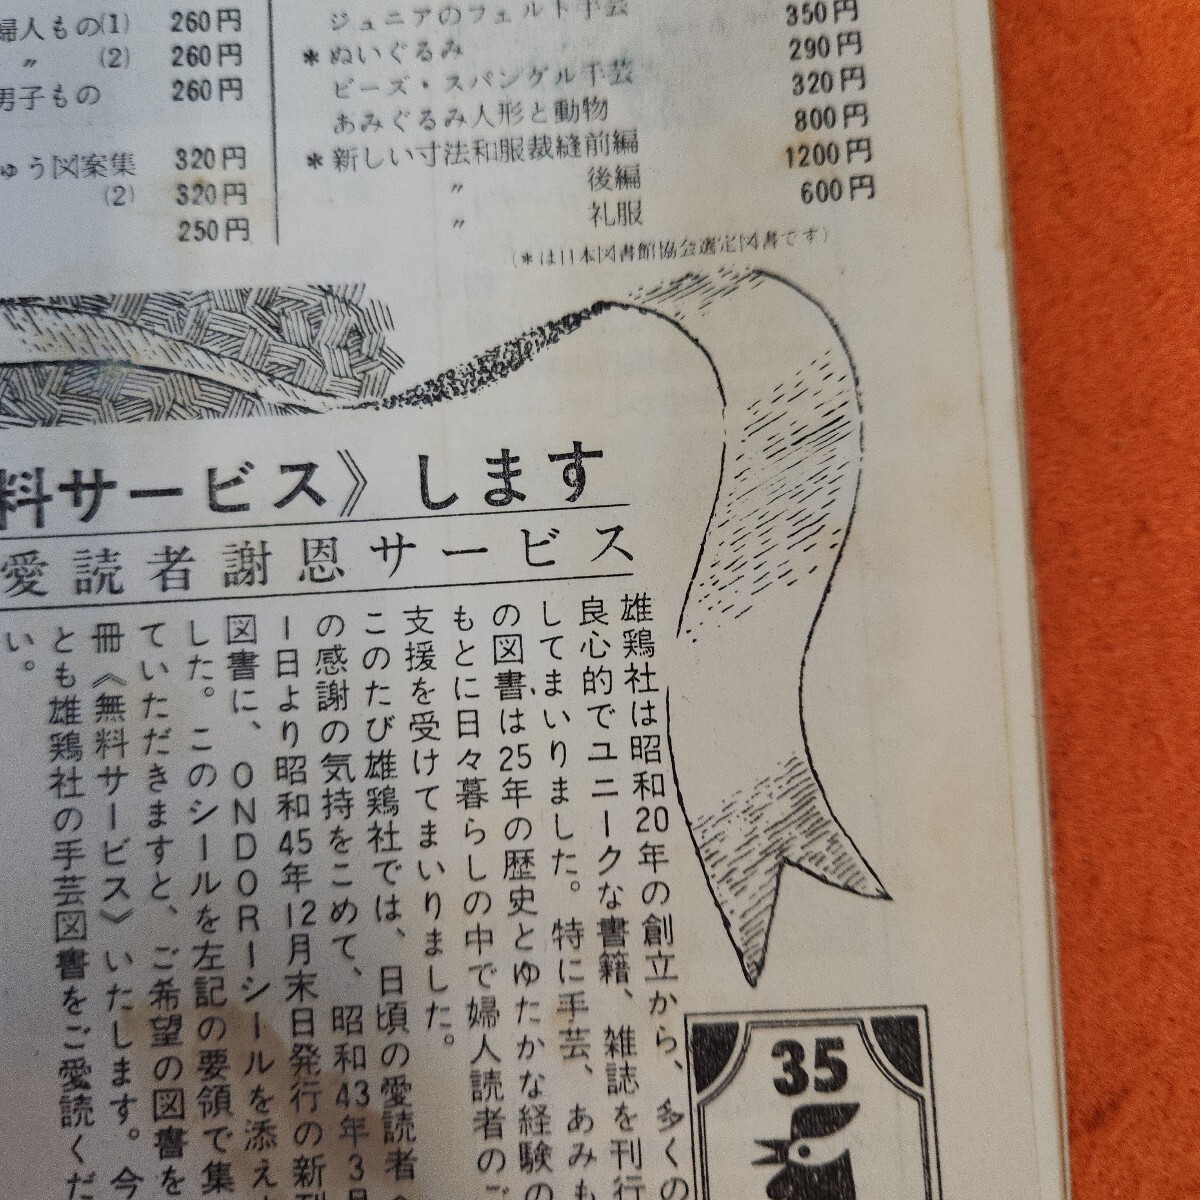 婦人もの(1) 260円
〃 (2) 260円
男子もの 260円
ゅう図案集 320円
(2) 320円
250円
ジュニアのフェルト手芸 350円
*ぬいぐるみ 290円
ビーズ・スパングル手芸 320円
あみぐるみ人形と動物 800円
*新しい寸法和服裁縫前編 1200円
〃 後編 600円
〃 礼服
(*は日本図書館協会選定図書です)
料サービス》します
愛読者謝恩サービス
雄鶏社は昭和20年の創立から、多くの
良心的でユニークな書籍、雑誌を刊行
してまいりました。特に手芸、あみも
の図書は25年の歴史とゆたかな経験の
もとに日々暮らしの中で婦人読者のご
支援を受けてまいりました。
このたび雄鶏社では、日頃の愛読者へ
の感謝の気持をこめて、昭和43年3月
1日より昭和45年12月末日発行の新刊
図書に、ONDORIシールを添え
した。このシールを左記の要領で集
ていただきますと、ご希望の図書を
冊《無料サービス》いたします。今
とも雄鶏社の手芸図書をご愛読くだ
い。
35